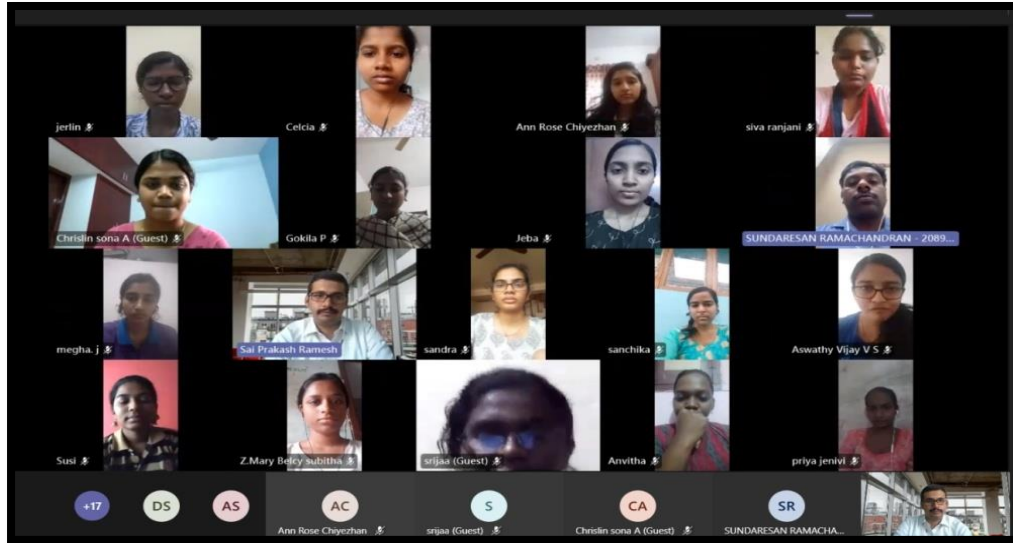 jerlin
Celcia
Ann Rose Chiyezhan
siva ranjani
Chrislin sona A (Guest)
Gokila P
Jeba
SUNDARESAN RAMACHANDRAN - 2089...
megha. j
Sai Prakash Ramesh
sandra
sanchika
Aswathy Vijay V S
Susi
Z.Mary Belcy subitha
srijaa (Guest)
Anvitha
priya jenivi
+17
DS
AS
AC
Ann Rose Chiyezhan
S
srijaa (Guest)
CA
Chrislin sona A (Guest)
SR
SUNDARESAN RAMACHA...